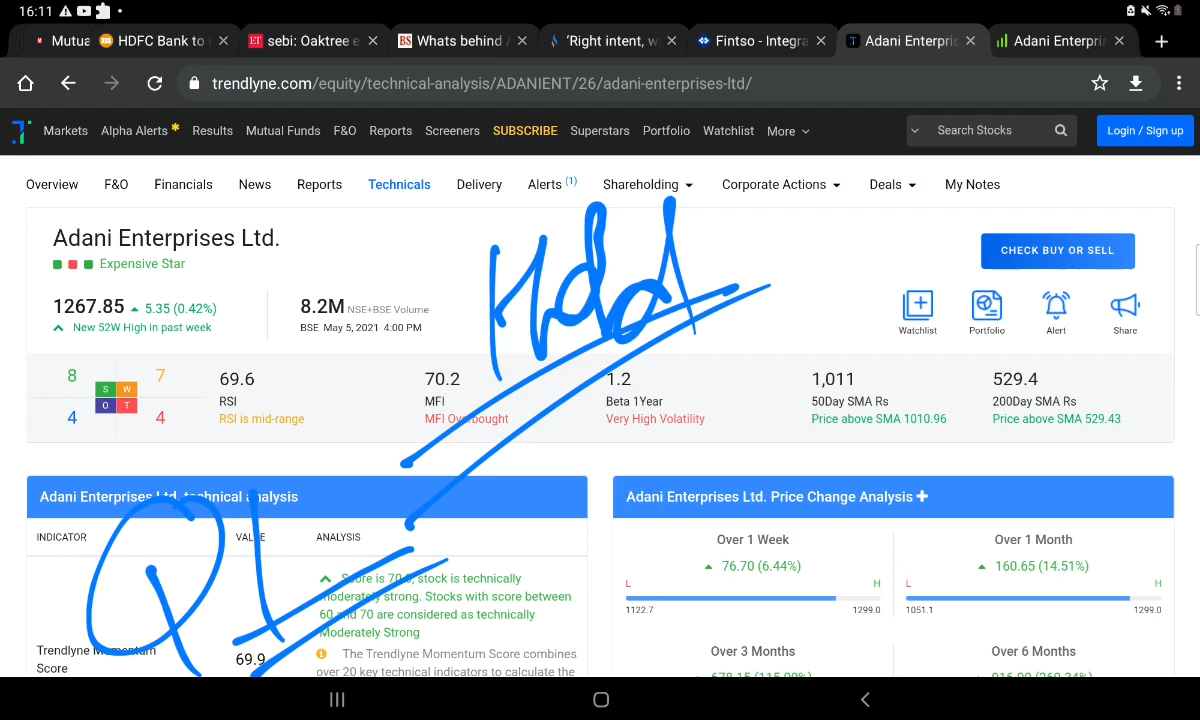 16:11
Mutua HDFC Bank to sebi: Oaktree e Whats behind 'Right intent, w Fintso - Integra Adani Enterpris Adani Enterpris
trendlyne.com/equity/technical-analysis/ADANIENT/26/adani-enterprises-ltd/
Markets Alpha Alerts Results Mutual Funds F&O Reports Screeners SUBSCRIBE Superstars Portfolio Watchlist More Search Stocks Login / Sign up
Overview F&O Financials News Reports Technicals Delivery Alerts (1) Shareholding Corporate Actions Deals My Notes
Adani Enterprises Ltd.
Expensive Star
CHECK BUY OR SELL
1267.85 5.35 (0.42%)
New 52W High in past week
8.2M NSE+BSE Volume
BSE May 5, 2021 4:00 PM
Watchlist Portfolio Alert Share
8 S W 7
4 O T 4
69.6
RSI
RSI is mid-range
70.2
MFI
MFI Overbought
1.2
Beta 1Year
Very High Volatility
1,011
50Day SMA Rs
Price above SMA 1010.96
529.4
200Day SMA Rs
Price above SMA 529.43
Adani Enterprises Ltd. technical analysis
INDICATOR VALUE ANALYSIS
Trendlyne Momentum
Score
69.9
Score is stock is technically
moderately strong. Stocks with score between
60 and 70 are considered as technically
Moderately Strong
The Trendlyne Momentum Score combines
over 20 key technical indicators to calculate the
Adani Enterprises Ltd. Price Change Analysis +
Over 1 Week
76.70 (6.44%)
L H
1122.7 1299.0
Over 1 Month
160.65 (14.51%)
L H
1051.1 1299.0
Over 3 Months
Over 6 Months